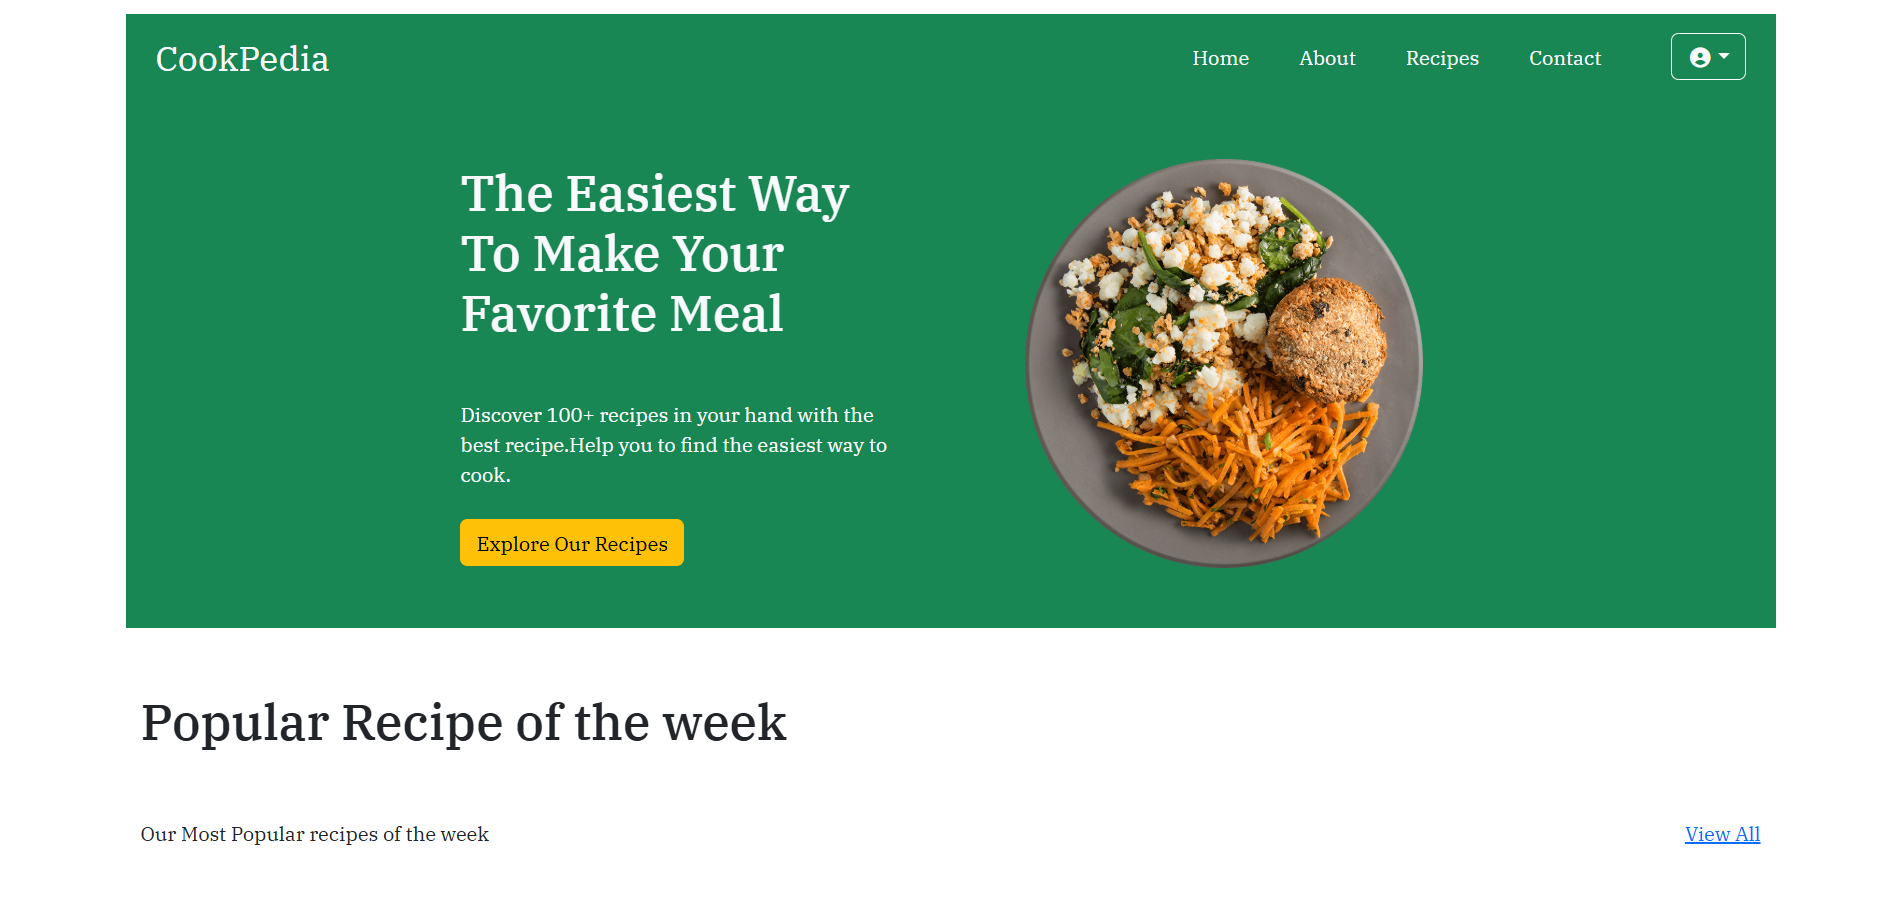 CookPedia
Home About Recipes Contact
The Easiest Way
To Make Your
Favorite Meal
Discover 100+ recipes in your hand with the
best recipe.Help you to find the easiest way to
cook.
Explore Our Recipes
Popular Recipe of the week
Our Most Popular recipes of the week
View All